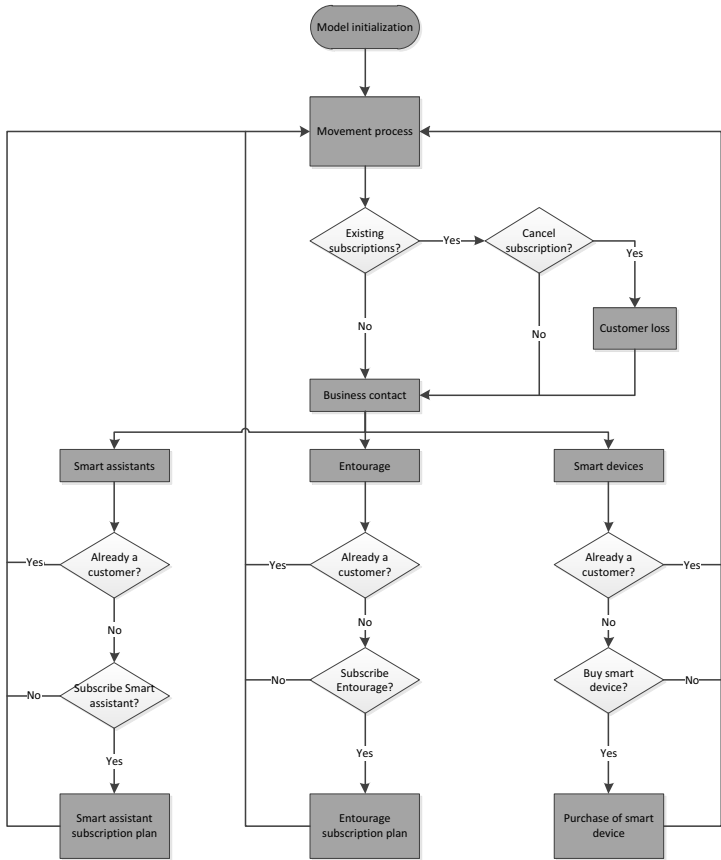 Model initialization
Movement process
Existing
subscriptions?
Yes
Cancel
subscription?
Yes
No
No
Customer loss
Business contact
Smart assistants
Entourage
Smart devices
Already a
customer?
Yes
Already a
customer?
Yes
Already a
customer?
Yes
No
No
No
Subscribe Smart
assistant?
No
Subscribe
Entourage?
No
Buy smart
device?
No
Yes
Yes
Yes
Smart assistant
subscription plan
Entourage
subscription plan
Purchase of smart
device